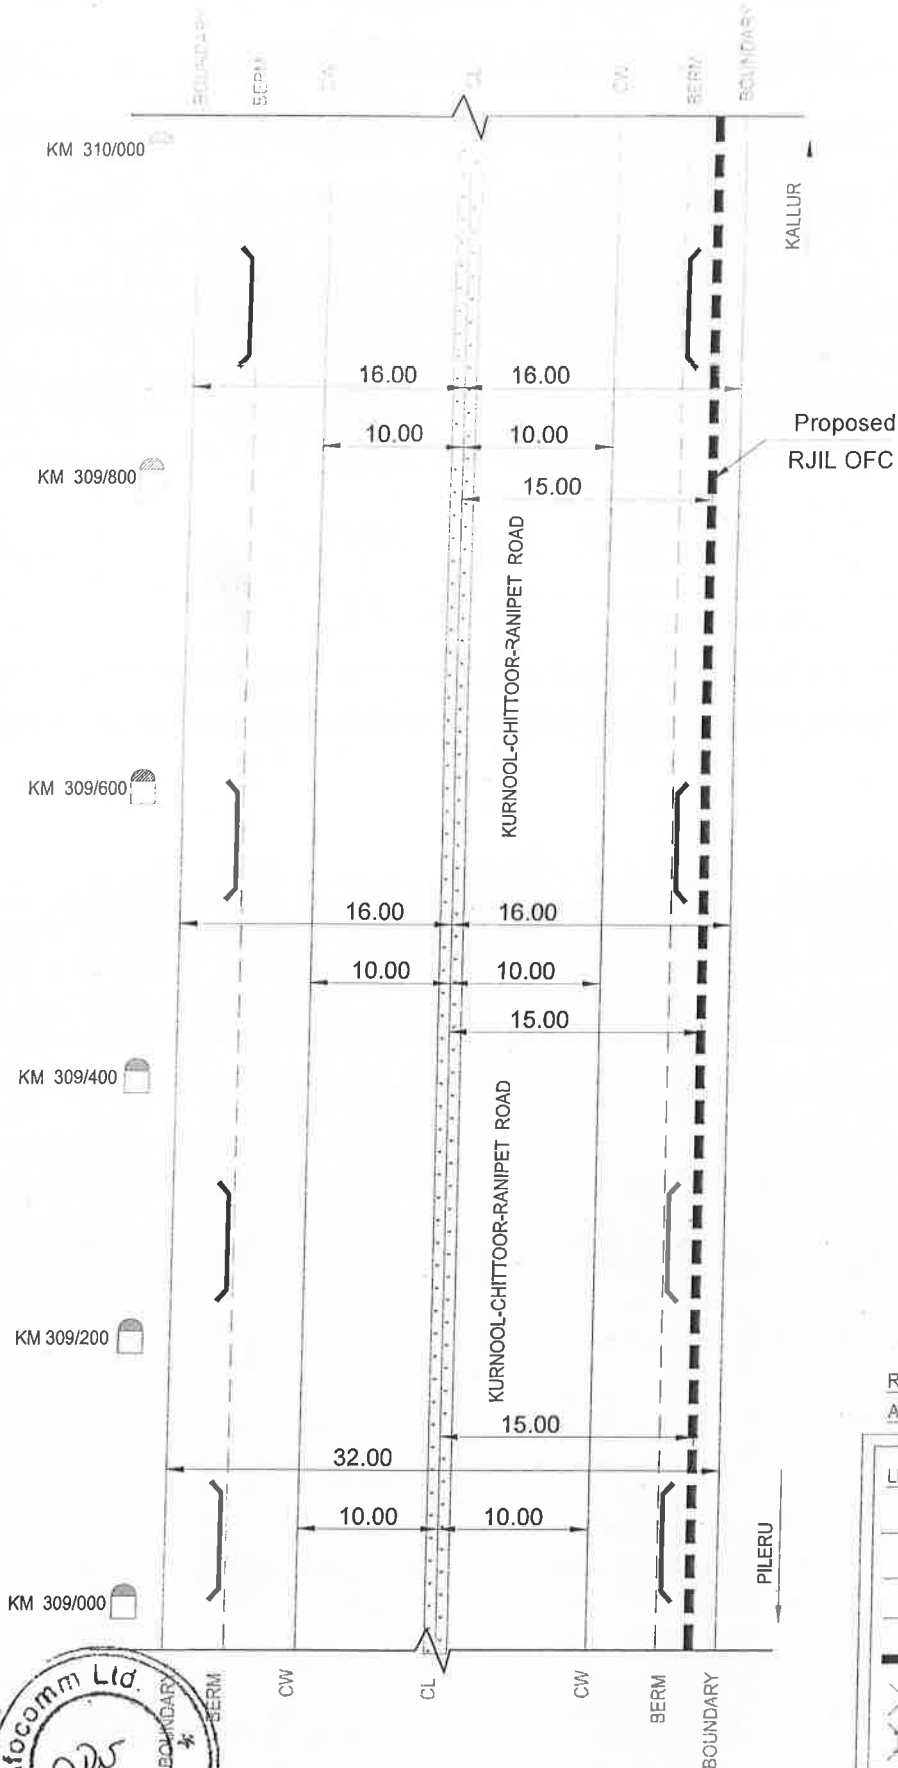 BOUNDARY
BERM
CW
CL
CW
BERM
BOUNDARY
KM 310/000
KALLUR
16.00 16.00
10.00 10.00
Proposed
RJIL OFC
KM 309/800
15.00
KURNOOL-CHITTOOR-RANIPET ROAD
KM 309/600
16.00 16.00
10.00 10.00
15.00
KM 309/400
KURNOOL-CHITTOOR-RANIPET ROAD
KM 309/200
15.00
32.00
10.00 10.00
PILERU
KM 309/000
BOUNDARY
BERM
CW
CL
CW
BERM
BOUNDARY
focomm Ltd.
R
A